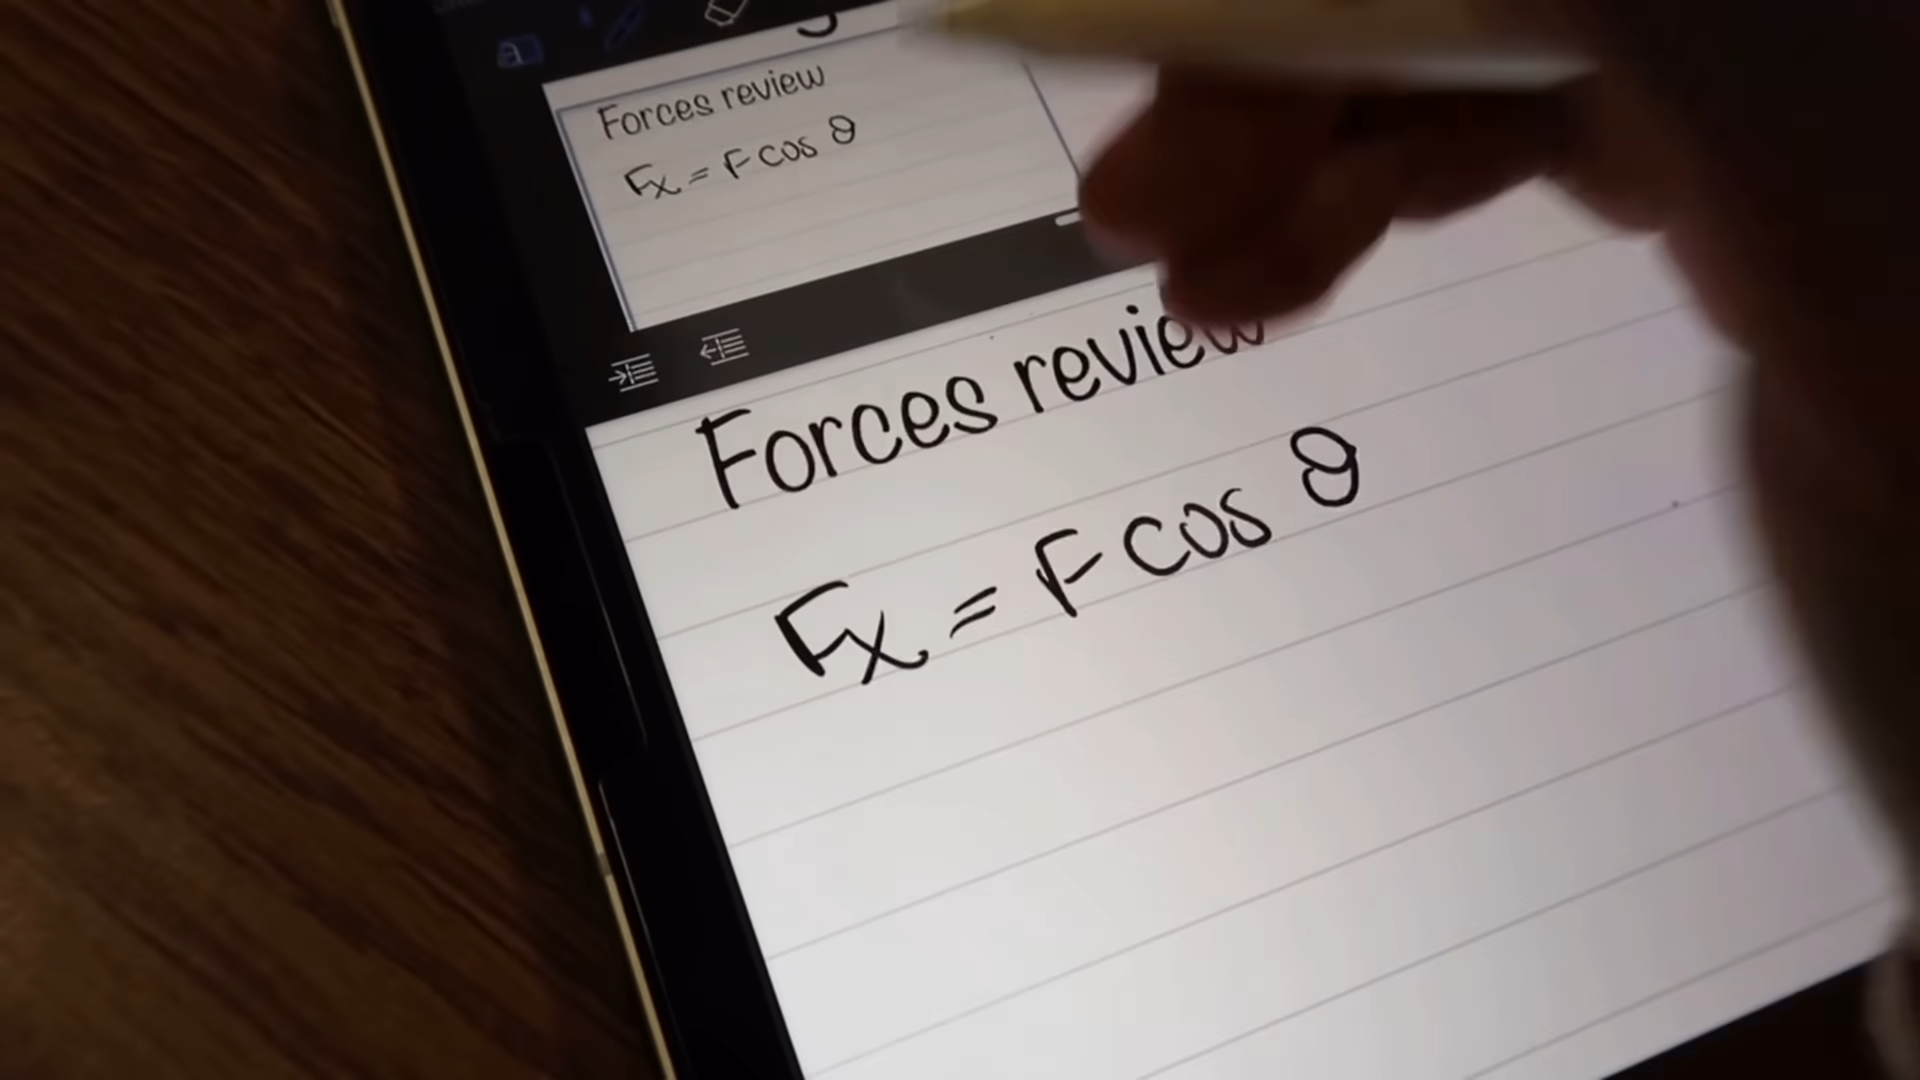 Forces review
Fx = F cos θ
Forces review
Fx = F cos θ